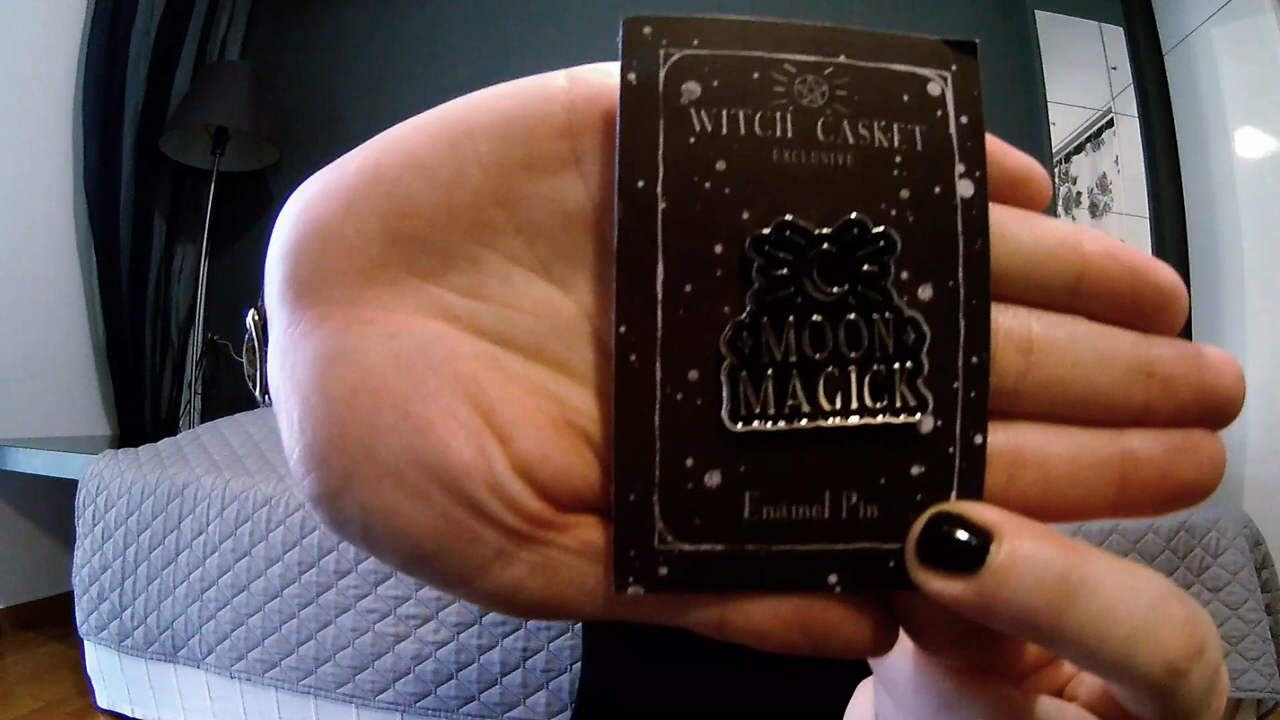 WITCH CASKET
EXCLUSIVE
MOON
MAGICK
Enamel Pin